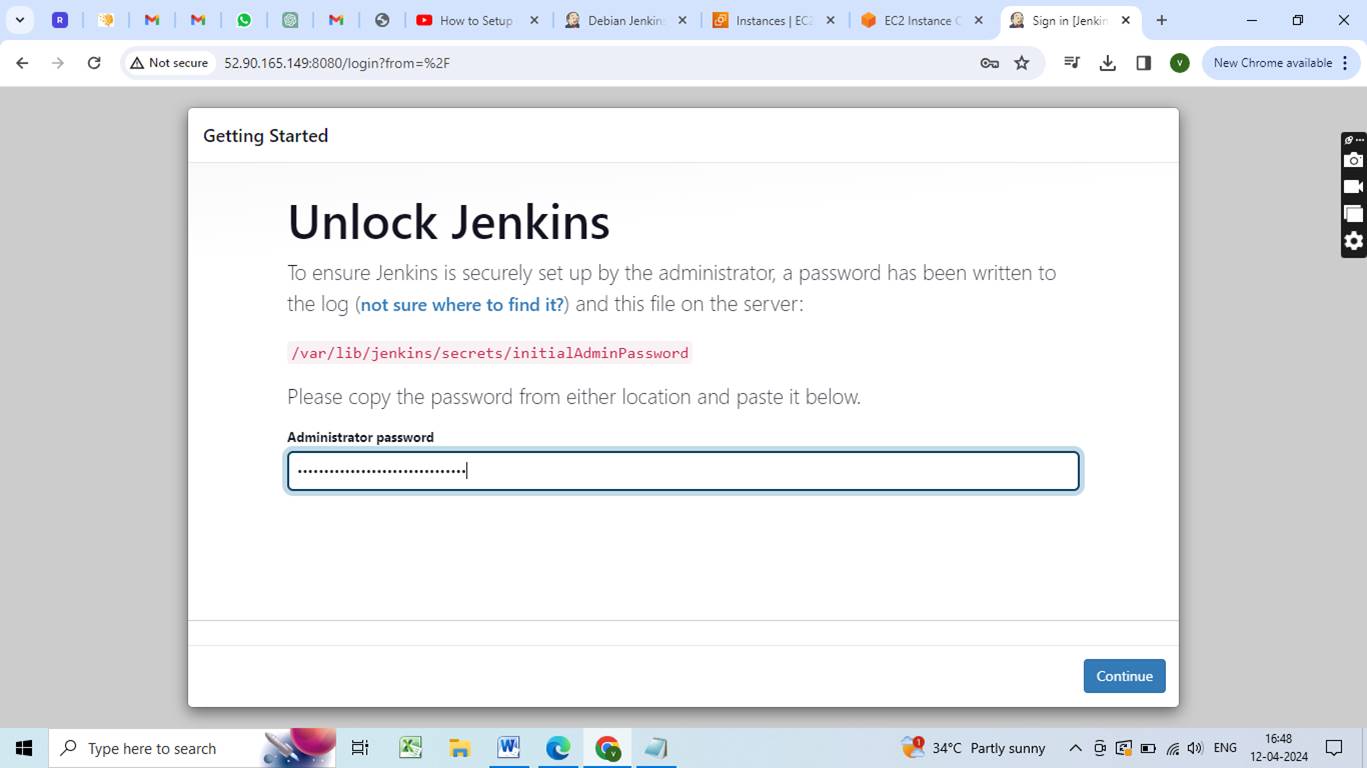 R
How to Setup
Debian Jenkins
Instances | EC2
EC2 Instance C
Sign in [Jenkin
Not secure
52.90.165.149:8080/login?from=%2F
V
New Chrome available
Getting Started
Unlock Jenkins
To ensure Jenkins is securely set up by the administrator, a password has been written to
the log (not sure where to find it?) and this file on the server:
/var/lib/jenkins/secrets/initialAdminPassword
Please copy the password from either location and paste it below.
Administrator password
••••••••••••••••••••••••••••••••
Continue
Type here to search
1
34°C Partly sunny
ENG
16:48
12-04-2024